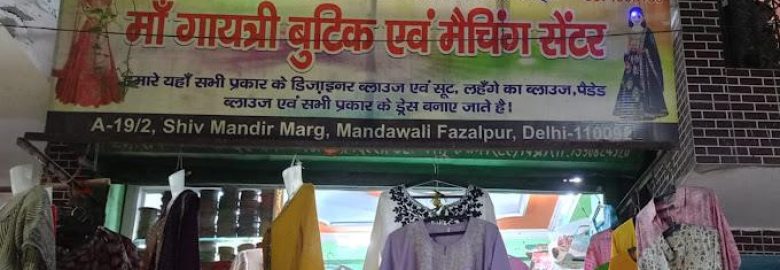 माँ गायत्री बुटिक एवं मैचिंग सेंटर
हमारे यहाँ सभी प्रकार के डिज़ाइनर ब्लाउज एवं सूट, लहँगे का ब्लाउज,पैडेड
ब्लाउज एवं सभी प्रकार के ड्रेस बनाए जाते है।
A-19/2, Shiv Mandir Marg, Mandawali Fazalpur, Delhi-110092